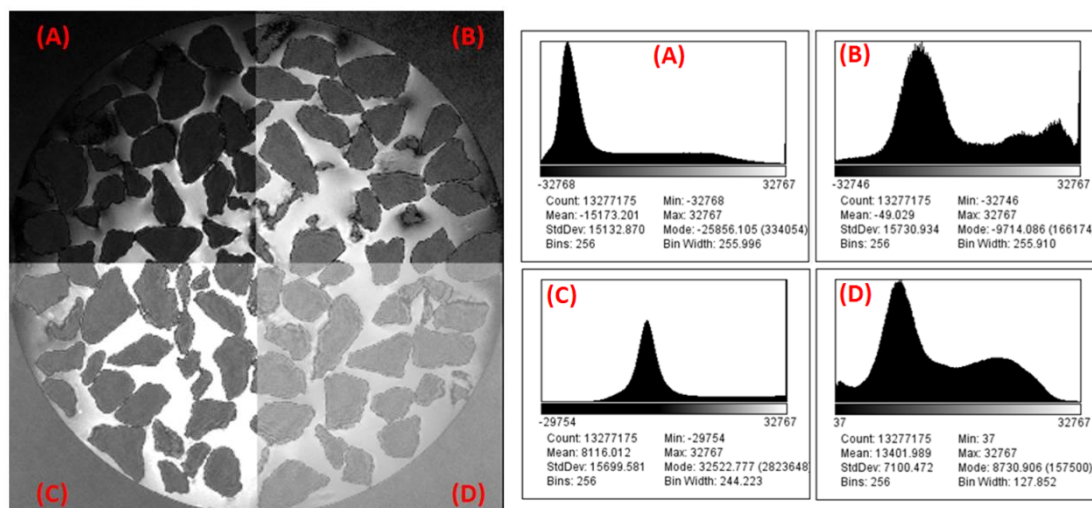 (A)
(B)
(C)
(D)
(A)
-32768
32767
Count: 13277175
Min: -32768
Mean: -15173.201
Max: 32767
StdDev: 15132.870
Mode: -25856.105 (334054)
Bins: 256
Bin Width: 255.996
(B)
-32746
32767
Count: 13277175
Min: -32746
Mean: -49.029
Max: 32767
StdDev: 15730.934
Mode: -9714.086 (166174
Bins: 256
Bin Width: 255.910
(C)
-29754
32767
Count: 13277175
Min: -29754
Mean: 8116.012
Max: 32767
StdDev: 15699.581
Mode: 32522.777 (2823648)
Bins: 256
Bin Width: 244.223
(D)
37
32767
Count: 13277175
Min: 37
Mean: 13401.989
Max: 32767
StdDev: 7100.472
Mode: 8730.906 (157500)
Bins: 256
Bin Width: 127.852